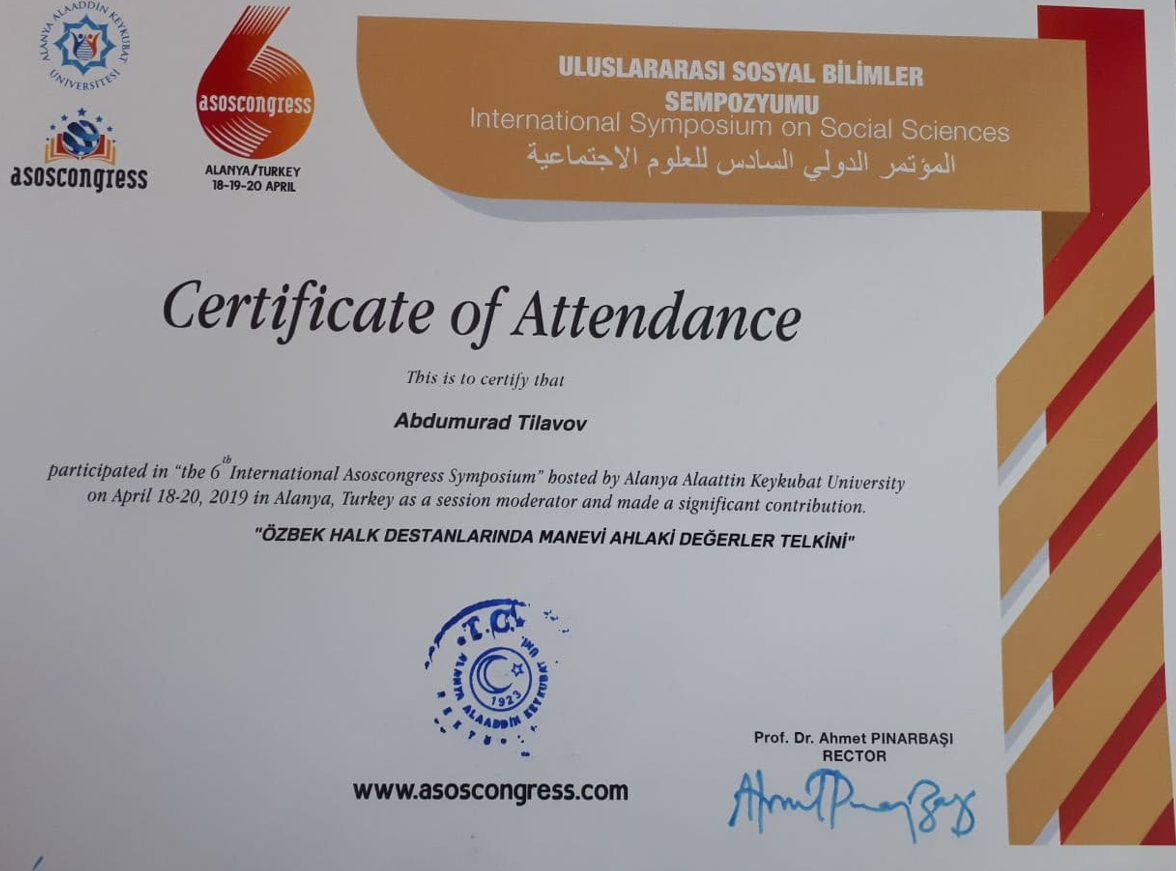 ALANYA ALAADDİN KEYKUBAT
ÜNİVERSİTESİ
asoscongress
6
asoscongress
ALANYA/TURKEY
18-19-20 APRIL
ULUSLARARASI SOSYAL BİLİMLER
SEMPOZYUMU
International Symposium on Social Sciences
المؤتمر الدولي السادس للعلوم الاجتماعية
Certificate of Attendance
This is to certify that
Abdumurad Tilavov
participated in “the 6th International Asoscongress Symposium” hosted by Alanya Alaattin Keykubat University
on April 18-20, 2019 in Alanya, Turkey as a session moderator and made a significant contribution.
"ÖZBEK HALK DESTANLARINDA MANEVİ AHLAKİ DEĞERLER TELKİNİ"
T.C.
ALANYA ALAADDİN KEYKUBAT ÜNİ.
1923
www.asoscongress.com
Prof. Dr. Ahmet PINARBAŞI
RECTOR